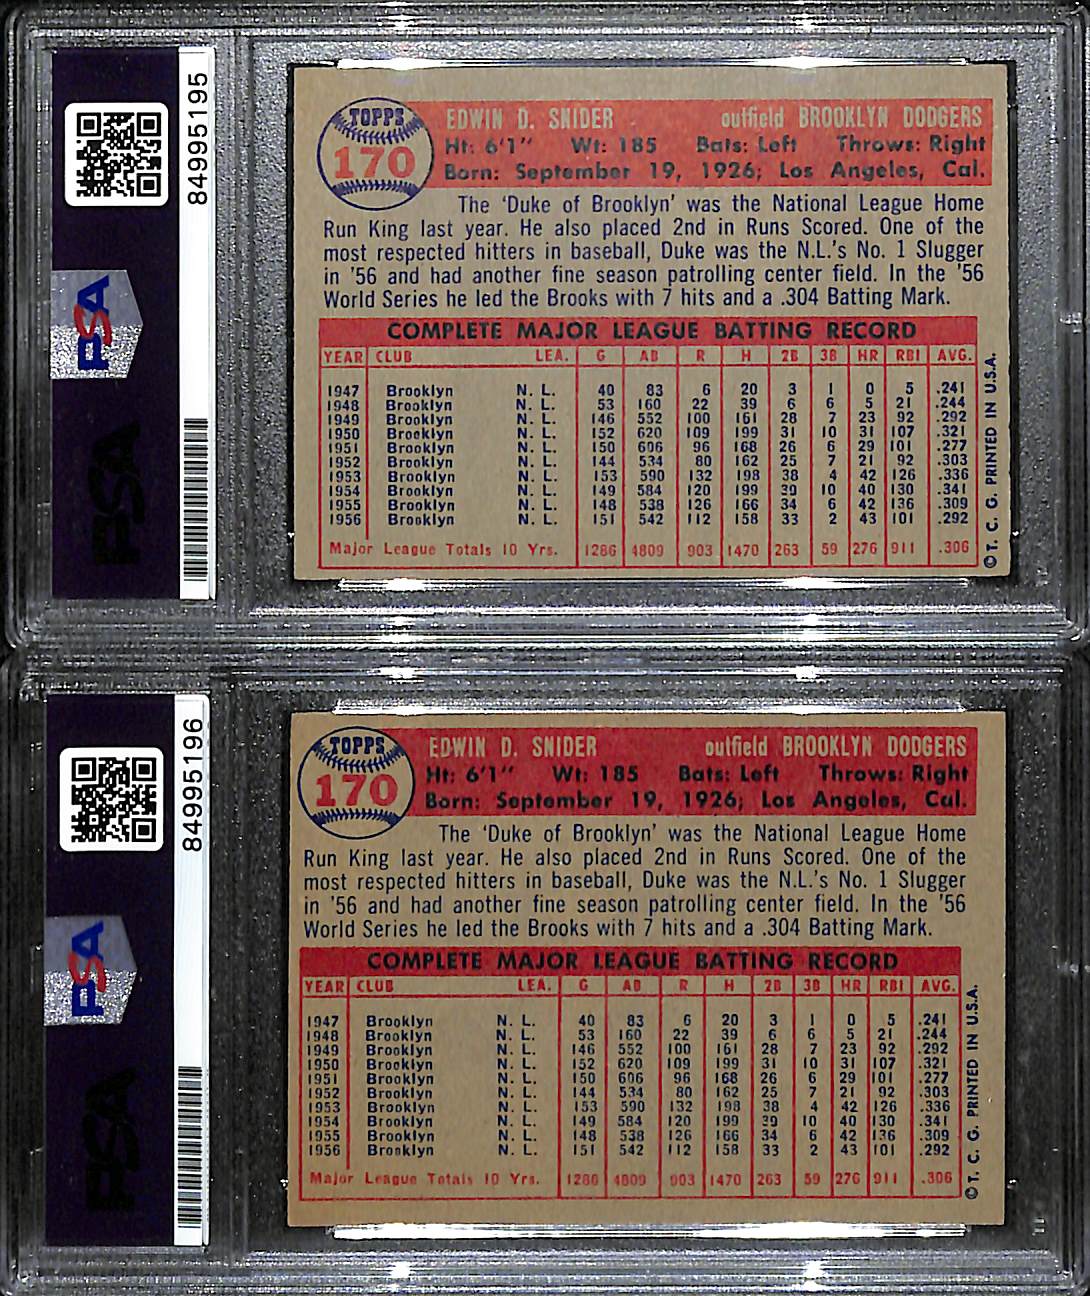 84995195
PSA
PSA
TOPPS
170
EDWIN D. SNIDER outfield BROOKLYN DODGERS
Ht: 6'1" Wt: 185 Bats: Left Throws: Right
Born: September 19, 1926; Los Angeles, Cal.
The 'Duke of Brooklyn' was the National League Home
Run King last year. He also placed 2nd in Runs Scored. One of the
most respected hitters in baseball, Duke was the N.L.'s No. 1 Slugger
in '56 and had another fine season patrolling center field. In the '56
World Series he led the Brooks with 7 hits and a .304 Batting Mark.
COMPLETE MAJOR LEAGUE BATTING RECORD
YEAR CLUB LEA. G AB R H 2B 3B HR RBI AVG.
1947 Brooklyn N. L. 40 83 6 20 3 1 0 5 .241
1948 Brooklyn N. L. 53 160 22 39 6 6 5 21 .244
1949 Brooklyn N. L. 146 552 100 161 28 7 23 92 .292
1950 Brooklyn N. L. 152 620 109 199 31 10 31 107 .321
1951 Brooklyn N. L. 150 606 96 168 26 6 29 101 .277
1952 Brooklyn N. L. 144 534 80 162 25 7 21 92 .303
1953 Brooklyn N. L. 153 590 132 198 38 4 42 126 .336
1954 Brooklyn N. L. 149 584 120 199 39 10 40 130 .341
1955 Brooklyn N. L. 148 538 126 166 34 6 42 136 .309
1956 Brooklyn N. L. 151 542 112 158 33 2 43 101 .292
Major League Totals 10 Yrs. 1286 4809 903 1470 263 59 276 911 .306
© T. C. G. PRINTED IN U.S.A.
84995196
PSA
PSA
TOPPS
170
EDWIN D. SNIDER outfield BROOKLYN DODGERS
Ht: 6'1" Wt: 185 Bats: Left Throws: Right
Born: September 19, 1926; Los Angeles, Cal.
The 'Duke of Brooklyn' was the National League Home
Run King last year. He also placed 2nd in Runs Scored. One of the
most respected hitters in baseball, Duke was the N.L.'s No. 1 Slugger
in '56 and had another fine season patrolling center field. In the '56
World Series he led the Brooks with 7 hits and a .304 Batting Mark.
COMPLETE MAJOR LEAGUE BATTING RECORD
YEAR CLUB LEA. G AB R H 2B 3B HR RBI AVG.
1947 Brooklyn N. L. 40 83 6 20 3 1 0 5 .241
1948 Brooklyn N. L. 53 160 22 39 6 6 5 21 .244
1949 Brooklyn N. L. 146 552 100 161 28 7 23 92 .292
1950 Brooklyn N. L. 152 620 109 199 31 10 31 107 .321
1951 Brooklyn N. L. 150 606 96 168 26 6 29 101 .277
1952 Brooklyn N. L. 144 534 80 162 25 7 21 92 .303
1953 Brooklyn N. L. 153 590 132 198 38 4 42 126 .336
1954 Brooklyn N. L. 149 584 120 199 39 10 40 130 .341
1955 Brooklyn N. L. 148 538 126 166 34 6 42 136 .309
1956 Brooklyn N. L. 151 542 112 158 33 2 43 101 .292
Major League Totals 10 Yrs. 1286 4809 903 1470 263 59 276 911 .306
© T. C. G. PRINTED IN U.S.A.